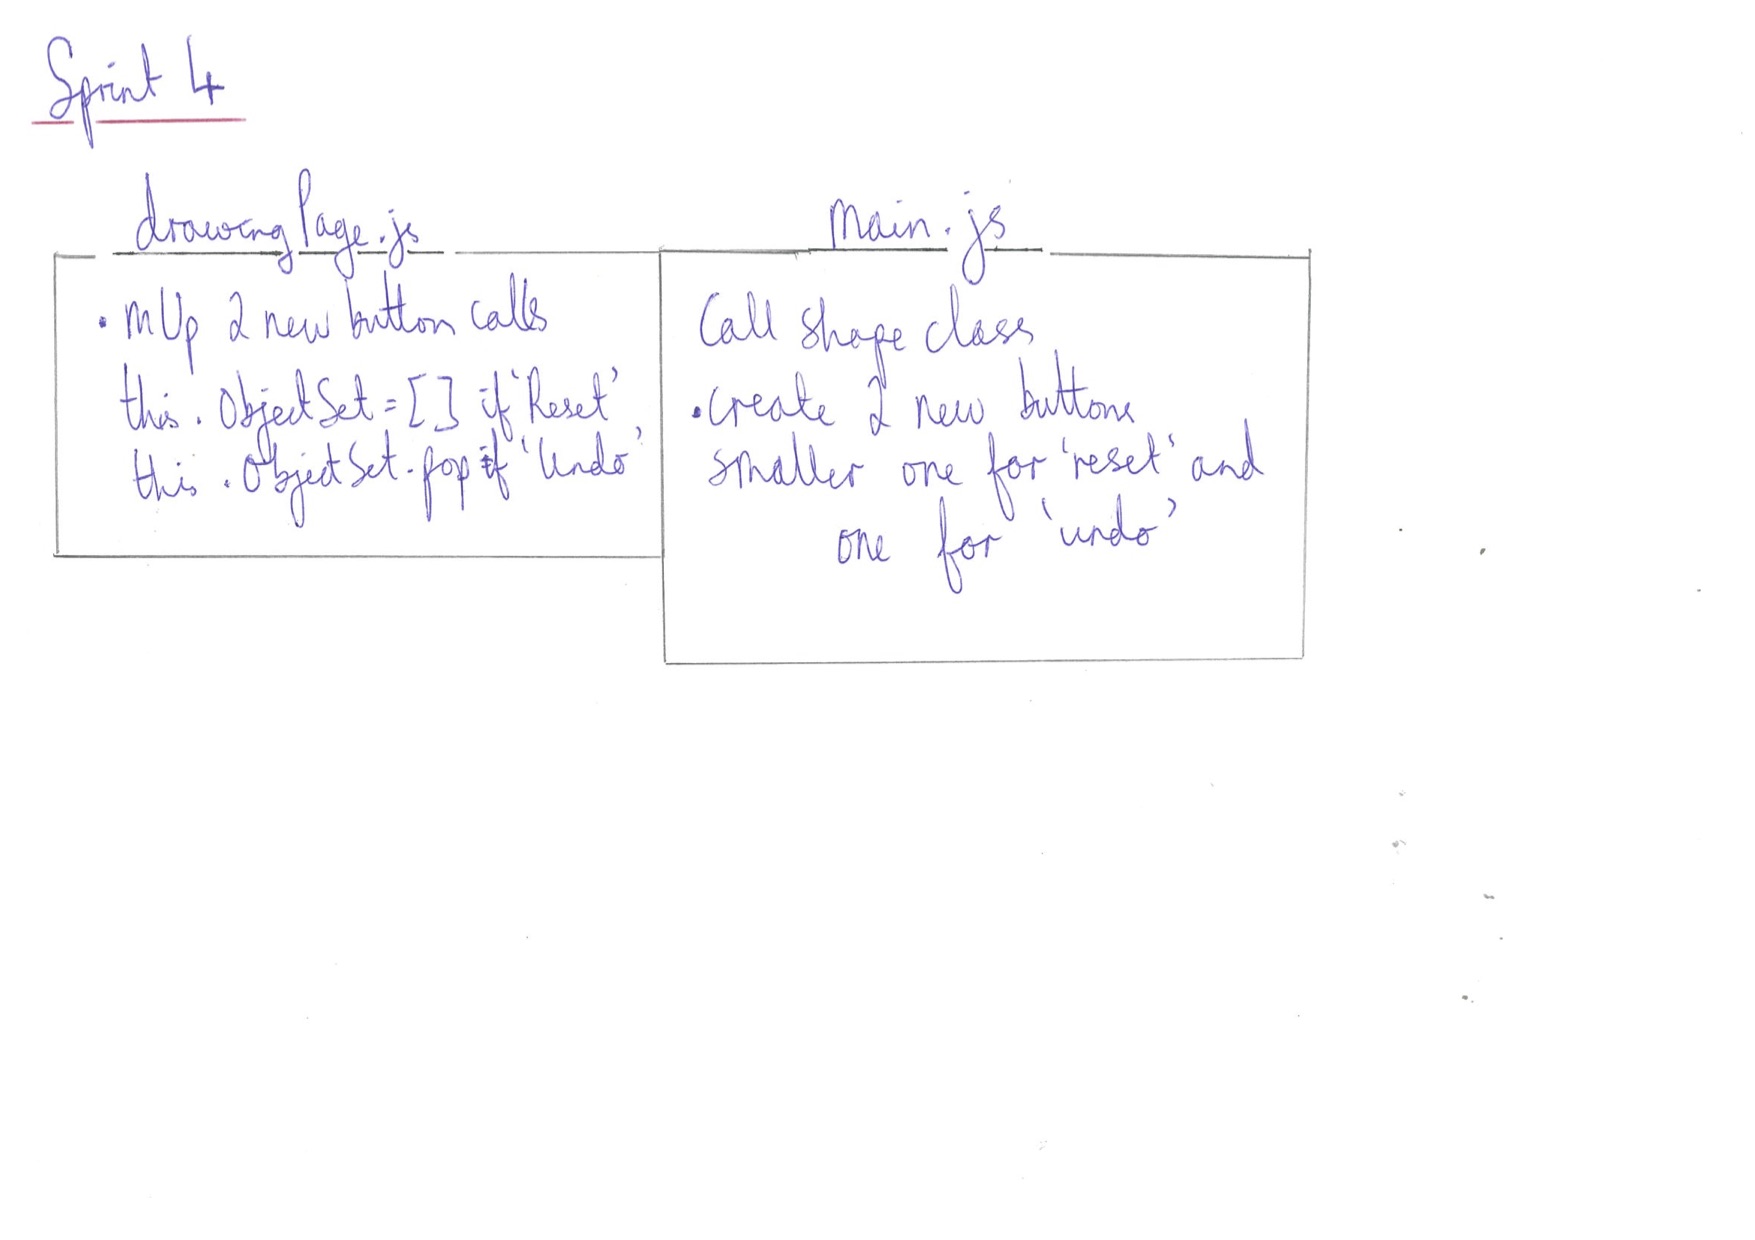 Sprint 4
drawingPage.js
• mUp 2 new button calls
this.ObjectSet = [] if 'Reset'
this.ObjectSet.pop if 'Undo'
Main.js
Call shape class
• create 2 new buttons
smaller one for 'reset' and
one for 'undo'